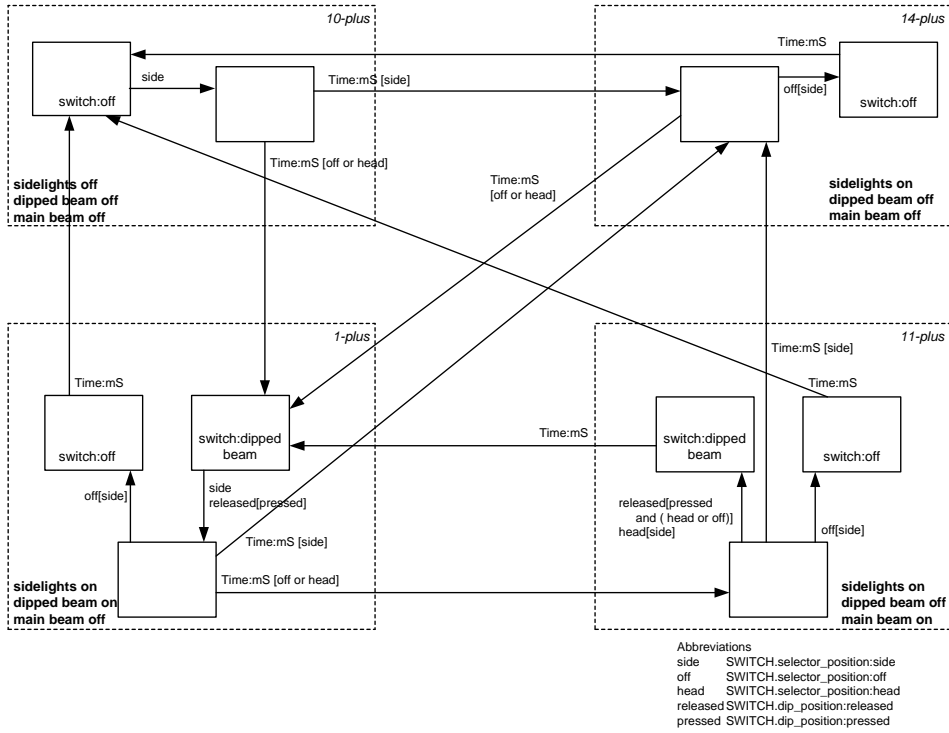 10-plus
14-plus
Time:mS
side
Time:mS [side]
off[side]
switch:off
switch:off
Time:mS [off or head]
Time:mS
[off or head]
sidelights off
dipped beam off
main beam off
sidelights on
dipped beam off
main beam off
1-plus
11-plus
Time:mS [side]
Time:mS
Time:mS
switch:dipped
beam
Time:mS
switch:dipped
beam
switch:off
switch:off
off[side]
side
released[pressed]
released[pressed
and ( head or off)]
head[side]
off[side]
Time:mS [side]
Time:mS [off or head]
sidelights on
dipped beam on
main beam off
sidelights on
dipped beam off
main beam on
Abbreviations
side SWITCH.selector_position:side
off SWITCH.selector_position:off
head SWITCH.selector_position:head
released SWITCH.dip_position:released
pressed SWITCH.dip_position:pressed